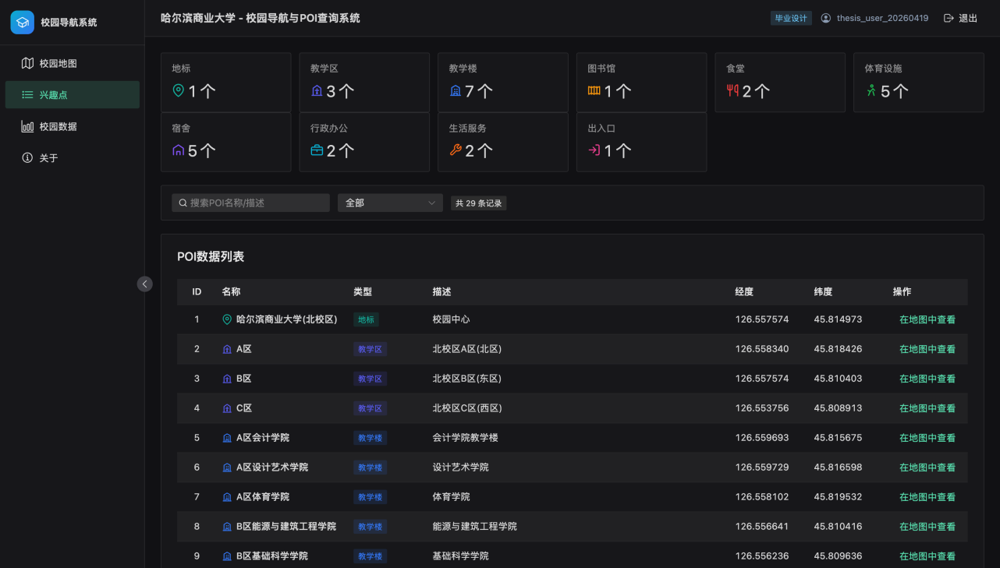 校园导航系统
哈尔滨商业大学 - 校园导航与POI查询系统
毕业设计 thesis_user_20260419 退出
校园地图
兴趣点
校园数据
关于
地标 教学区 教学楼 图书馆 食堂 体育设施
1 个 3 个 7 个 1 个 2 个 5 个
宿舍 行政办公 生活服务 出入口
5 个 2 个 2 个 1 个
搜索POI名称/描述 全部 共 29 条记录
POI数据列表
ID 名称 类型 描述 经度 纬度 操作
1 哈尔滨商业大学(北校区) 地标 校园中心 126.557574 45.814973 在地图中查看
2 A区 教学区 北校区A区(北区) 126.558340 45.818426 在地图中查看
3 B区 教学区 北校区B区(东区) 126.557574 45.810403 在地图中查看
4 C区 教学区 北校区C区(西区) 126.553756 45.808913 在地图中查看
5 A区会计学院 教学楼 会计学院教学楼 126.559693 45.815675 在地图中查看
6 A区设计艺术学院 教学楼 设计艺术学院 126.559729 45.816598 在地图中查看
7 A区体育学院 教学楼 体育学院 126.558102 45.819532 在地图中查看
8 B区能源与建筑工程学院 教学楼 能源与建筑工程学院 126.556641 45.810416 在地图中查看
9 B区基础科学学院 教学楼 基础科学学院 126.556236 45.809636 在地图中查看